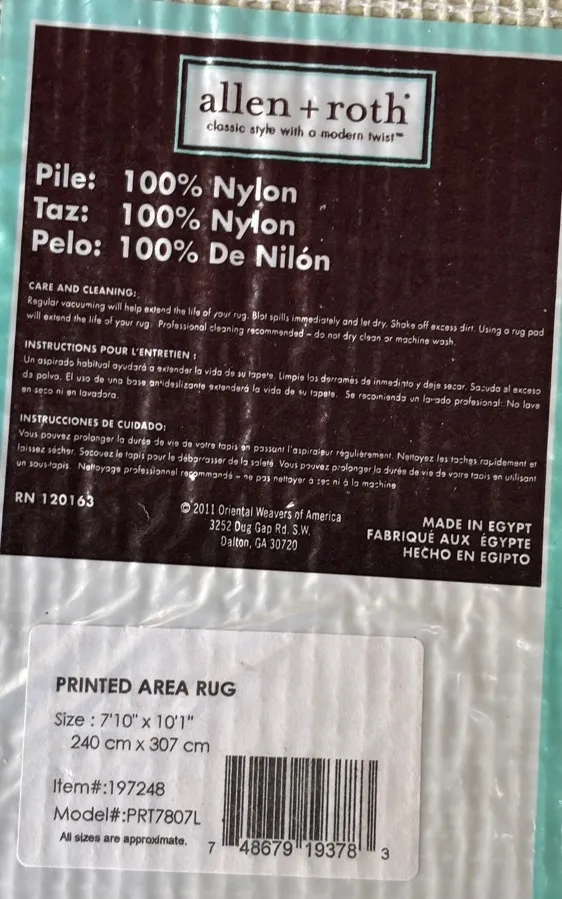 allen + roth
classic style with a modern twist™
Pile: 100% Nylon
Taz: 100% Nylon
Pelo: 100% De Nilón
CARE AND CLEANING:
Regular vacuuming will help extend the life of your rug. Blot spills immediately and let dry. Shake off excess dirt. Using a rug pad
will extend the life of your rug. Professional cleaning recommended – do not dry clean or machine wash.
INSTRUCTIONS POUR L'ENTRETIEN :
Un aspirado habitual ayudará a extender la vida de su tapete. Limpie los derrames de inmediato y deje secar. Sacuda el exceso
da polvo. El uso de una base antideslizante extenderá la vida de su tapete. Se recomienda un lavado profesional. No lave
en seco ni en lavadora.
INSTRUCCIONES DE CUIDADO:
Vous pouvez prolonger la durée de vie de votre tapis en passant l'aspirateur régulièrement. Nettoyez les taches rapidement et
laissez sécher. Secouez le tapis pour le débarrasser de la saleté. Vous pouvez prolonger la durée de vie de votre tapis en utilisant
un sous-tapis. Nettoyage professionnel recommandé – ne pas nettoyer à sec ni à la machine
RN 120163
© 2011 Oriental Weavers of America
3252 Dug Gap Rd. S.W.
Dalton, GA 30720
MADE IN EGYPT
FABRIQUÉ AUX ÉGYPTE
HECHO EN EGIPTO
PRINTED AREA RUG
Size : 7'10" x 10'1"
240 cm x 307 cm
Item#:197248
Model#:PRT7807L
All sizes are approximate.
7 48679 19378 3